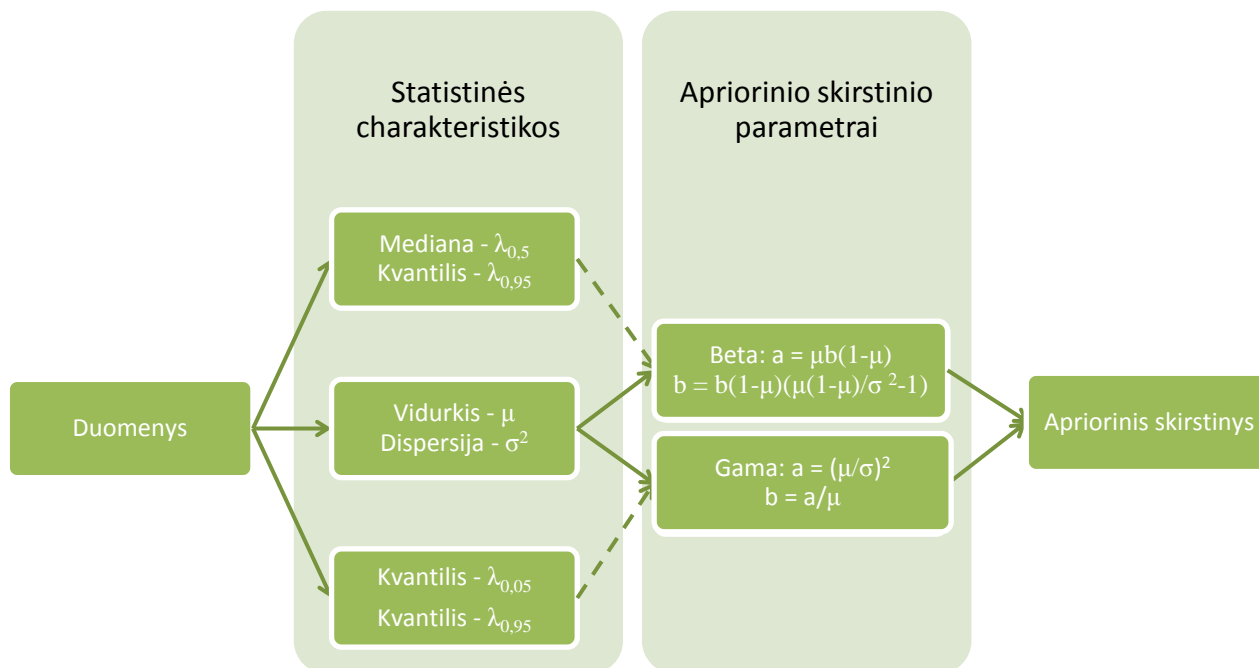 Statistinės
charakteristikos
Apriorinio skirstinio
parametrai
Duomenys
Mediana - λ0,5
Kvantilis - λ0,95
Vidurkis - μ
Dispersija - σ²
Kvantilis - λ0,05
Kvantilis - λ0,95
Beta: a = μb(1-μ)
b = b(1-μ)(μ(1-μ)/σ ²-1)
Gama: a = (μ/σ)²
b = a/μ
Apriorinis skirstinys